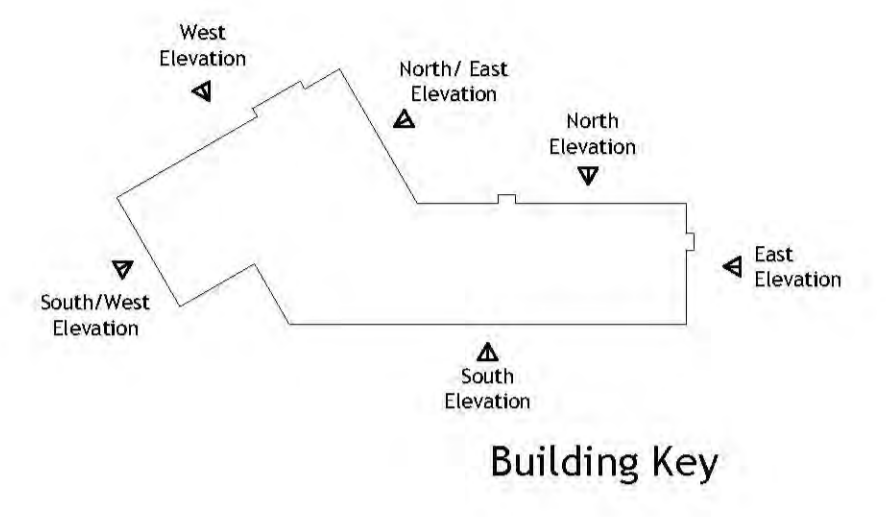 West
Elevation
North/ East
Elevation
North
Elevation
East
Elevation
South/West
Elevation
South
Elevation
Building Key